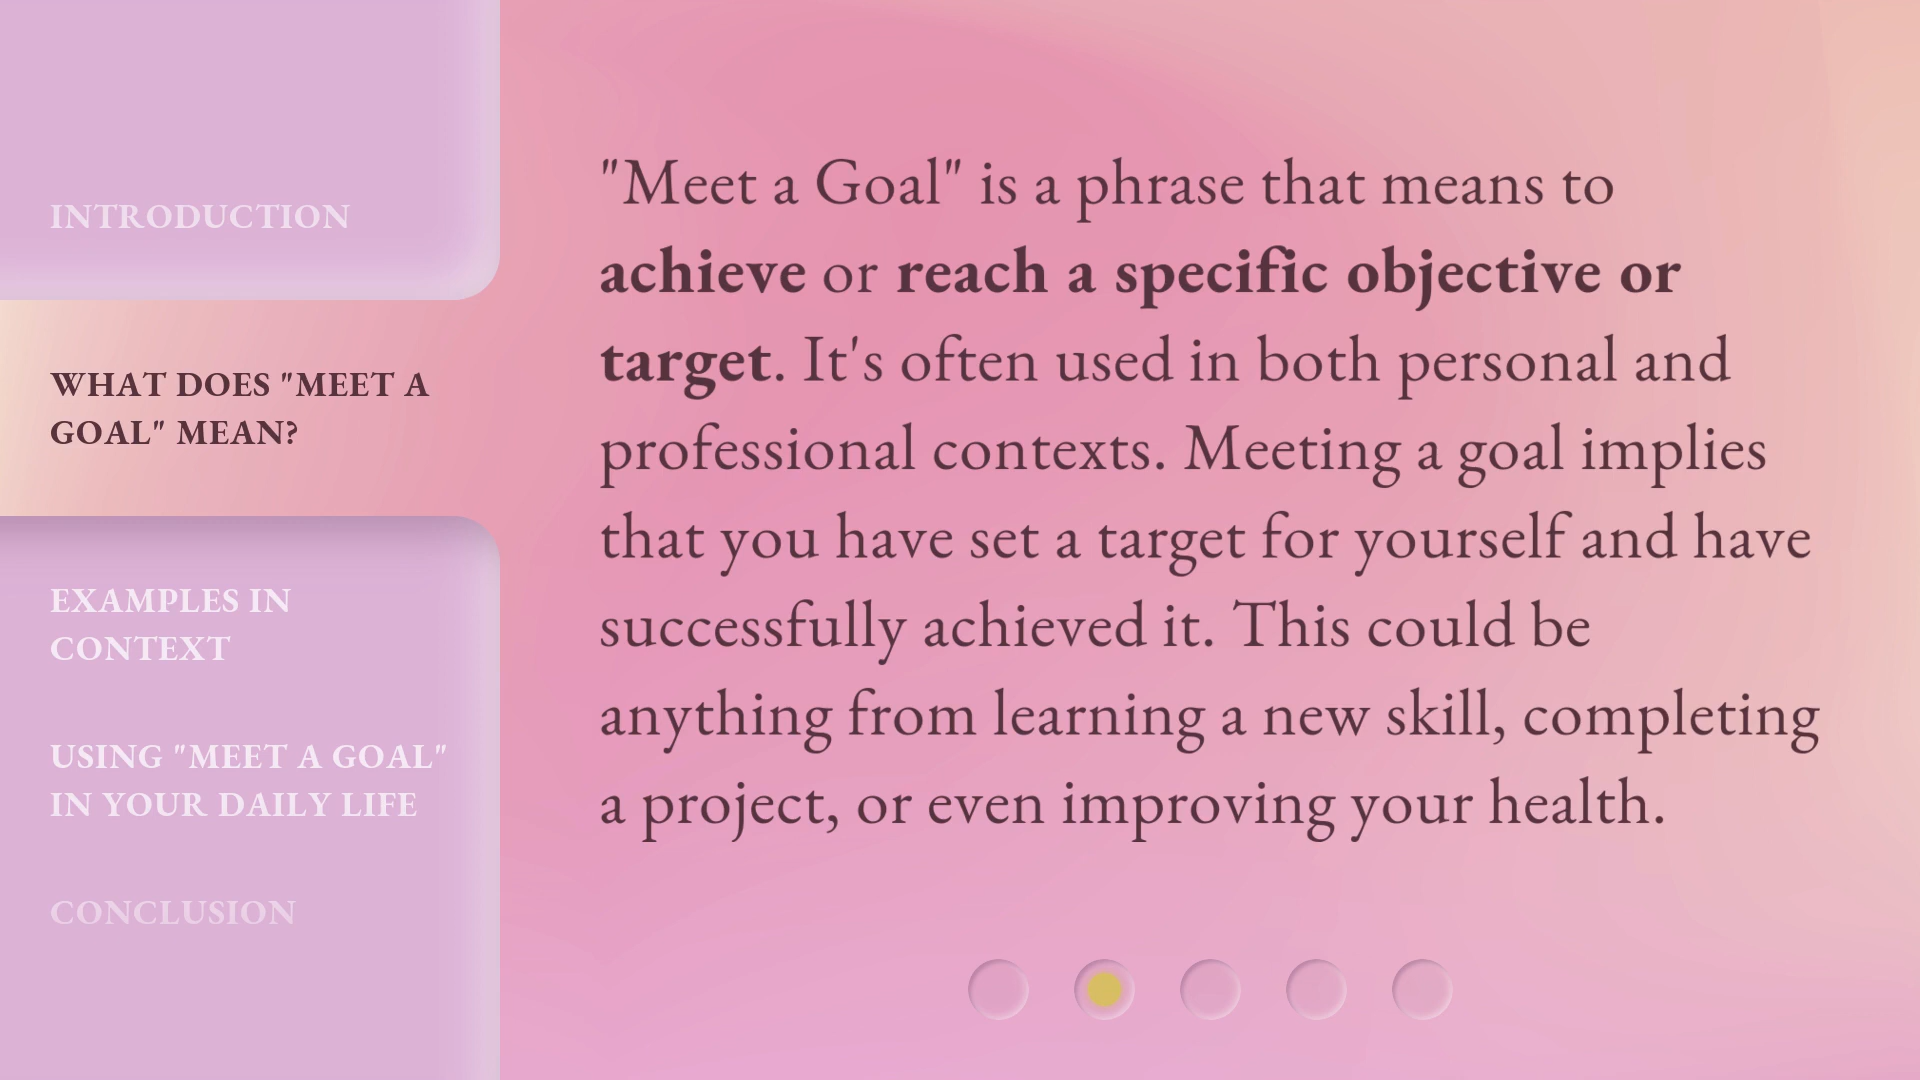 INTRODUCTION
WHAT DOES "MEET A
GOAL" MEAN?
EXAMPLES IN
CONTEXT
USING "MEET A GOAL"
IN YOUR DAILY LIFE
CONCLUSION
"Meet a Goal" is a phrase that means to
achieve or reach a specific objective or
target. It's often used in both personal and
professional contexts. Meeting a goal implies
that you have set a target for yourself and have
successfully achieved it. This could be
anything from learning a new skill, completing
a project, or even improving your health.